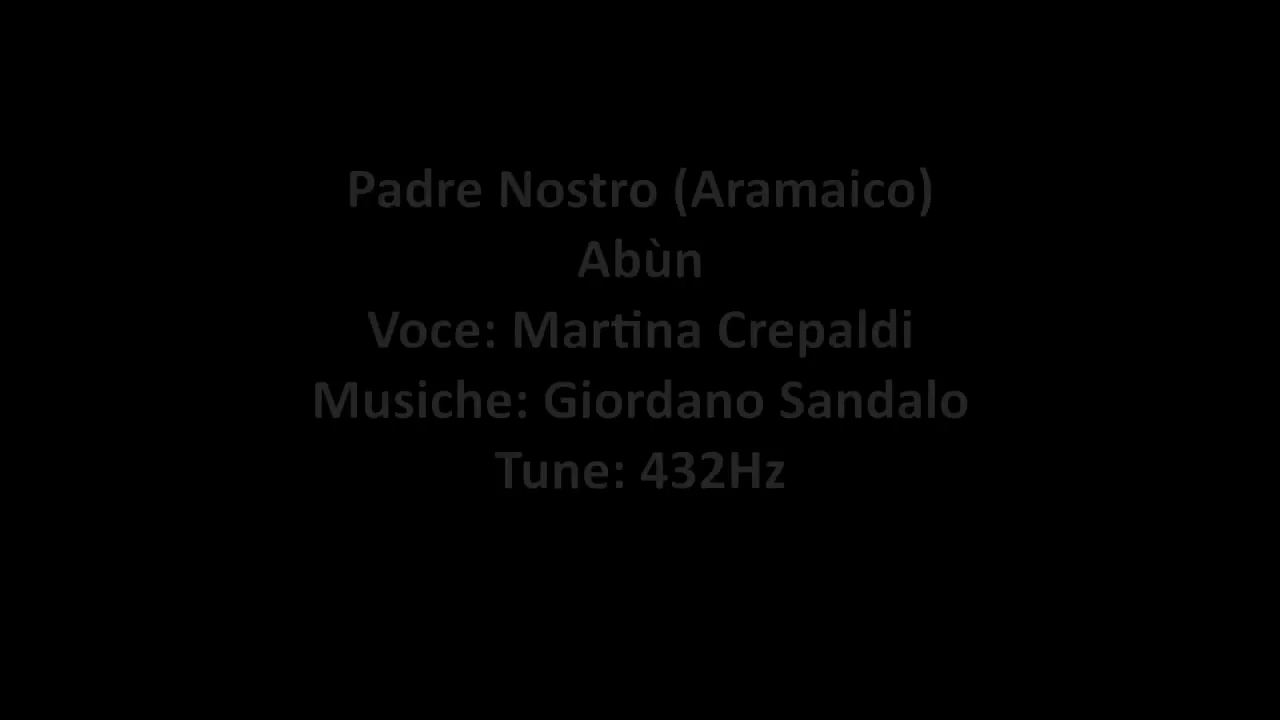 Padre Nostro (Aramaico)
Abùn
Voce: Martina Crepaldi
Musiche: Giordano Sandalo
Tune: 432Hz